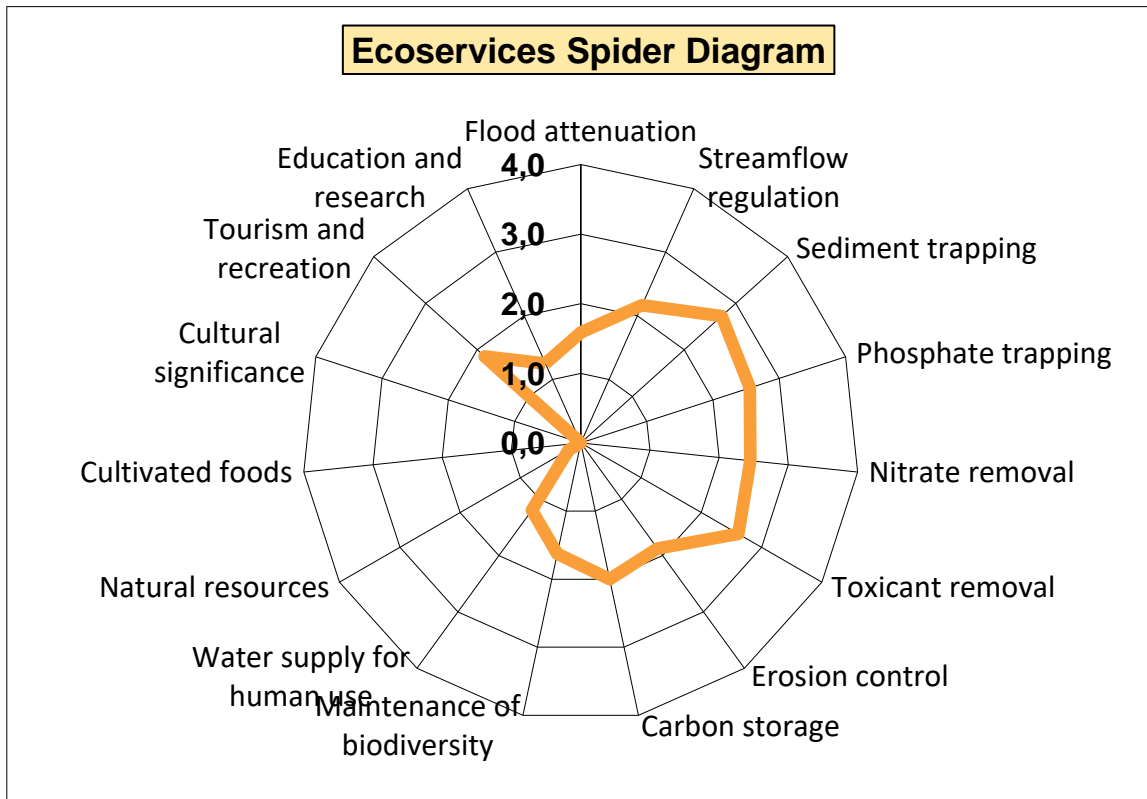 Ecoservices Spider Diagram
Flood attenuation
Streamflow
regulation
Sediment trapping
Phosphate trapping
Nitrate removal
Toxicant removal
Erosion control
Carbon storage
Maintenance of
biodiversity
Water supply for
human use
Natural resources
Cultivated foods
Cultural
significance
Tourism and
recreation
Education and
research
4,0
3,0
2,0
1,0
0,0